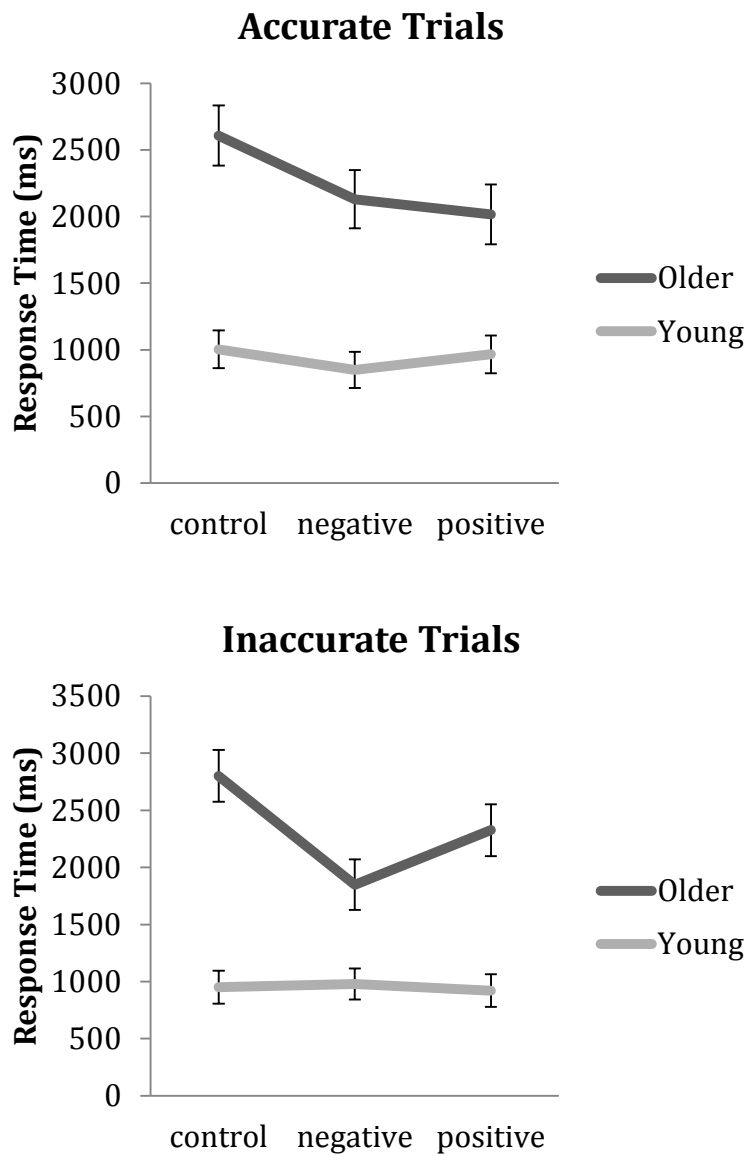 Accurate Trials
3000
2500
2000
1500
1000
500
0
Response Time (ms)
control negative positive
Older
Young
Inaccurate Trials
3500
3000
2500
2000
1500
1000
500
0
Response Time (ms)
control negative positive
Older
Young